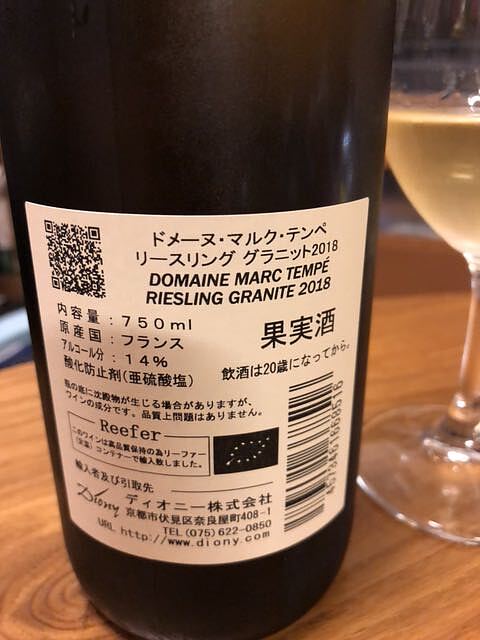 ドメーヌ・マルク・テンペ
リースリング グラニット2018
DOMAINE MARC TEMPÉ
RIESLING GRANITE 2018
内容量：750ml
原産国：フランス
アルコール分：14%
酸化防止剤(亜硫酸塩)
果実酒
飲酒は20歳になってから。
瓶の底に沈殿物が生じる場合がありますが、
ワインの成分です。品質上問題はありません。
Reefer
このワインは高品質保持の為リーファー
(定温)コンテナーで輸入致しました。
輸入者及び引取先
Diony ディオニー株式会社
京都市伏見区奈良屋町408-1
TEL(075)622-0850
URL http://www.diony.com